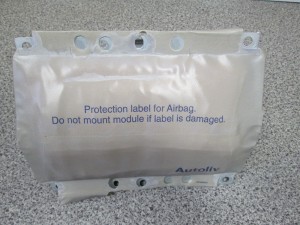 Protection label for Airbag.
Do not mount module if label is damaged.
Autoliv